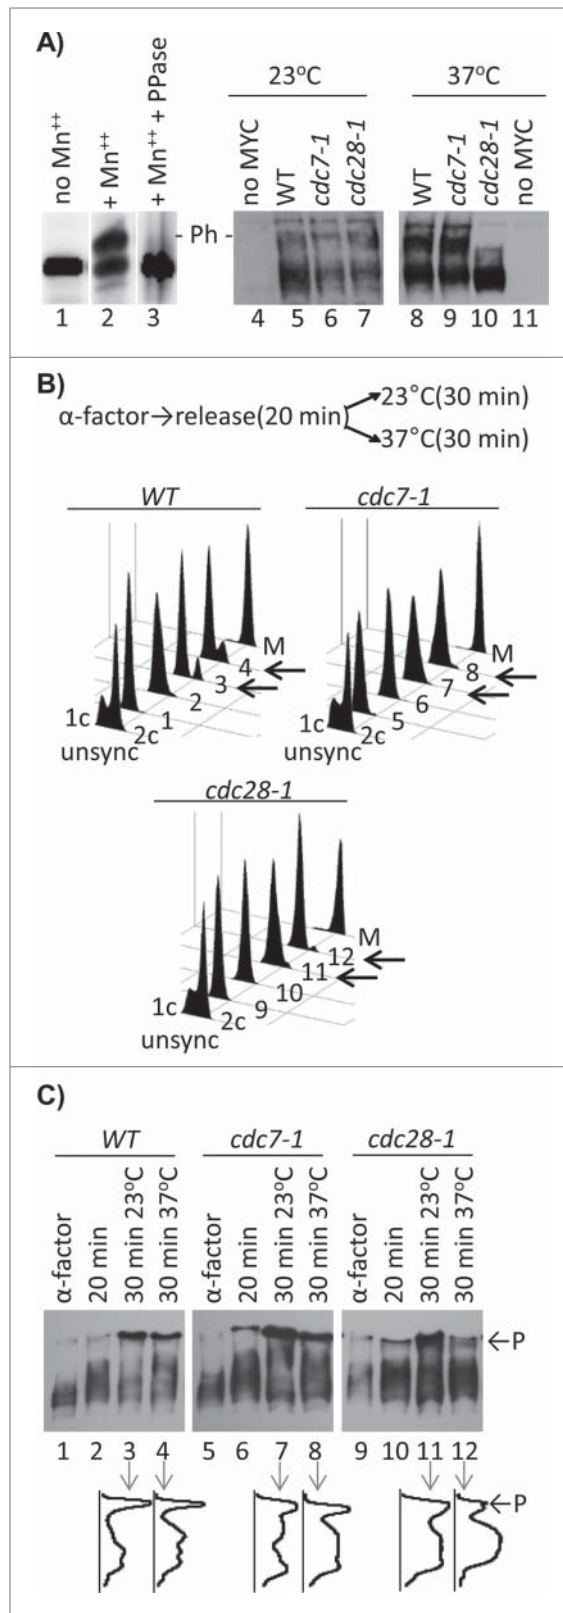 A)
no Mn++
+ Mn++
+ Mn++ + PPase
- Ph -
23°C
37°C
no MYC
WT
cdc7-1
cdc28-1
WT
cdc7-1
cdc28-1
no MYC
1 2 3 4 5 6 7 8 9 10 11
B)
α-factor→release(20 min)
23°C(30 min)
37°C(30 min)
WT
cdc7-1
M
4
3
2
1
2c
1c
unsync
M
8
7
6
5
2c
1c
unsync
cdc28-1
M
12
11
10
9
2c
1c
unsync
C)
WT
cdc7-1
cdc28-1
α-factor
20 min
30 min 23°C
30 min 37°C
α-factor
20 min
30 min 23°C
30 min 37°C
α-factor
20 min
30 min 23°C
30 min 37°C
←P
1 2 3 4 5 6 7 8 9 10 11 12
←P